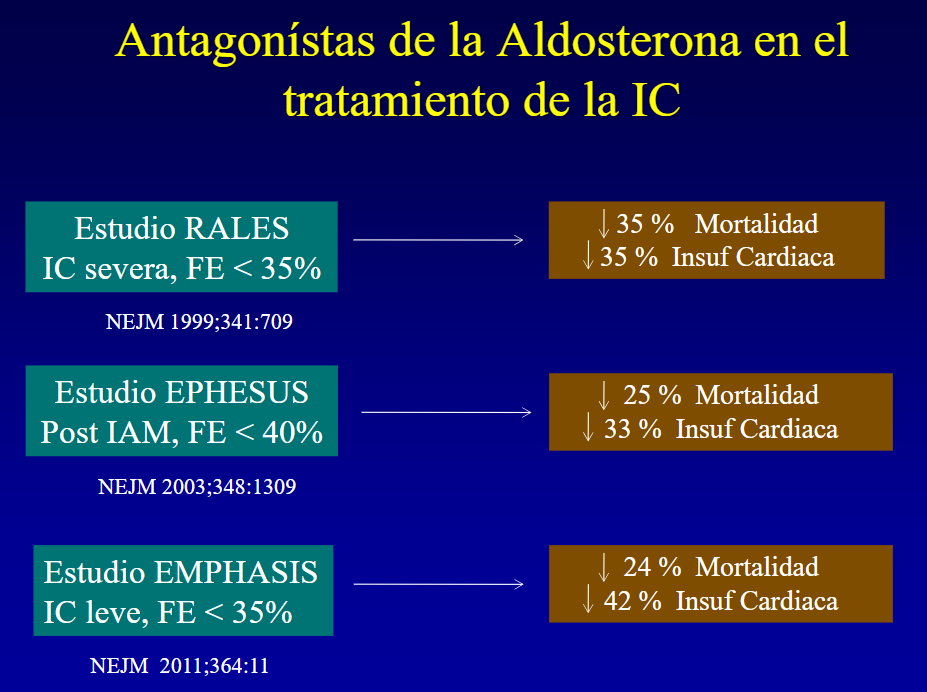 Antagonístas de la Aldosterona en el
tratamiento de la IC
Estudio RALES
IC severa, FE < 35%
↓ 35 % Mortalidad
↓ 35 % Insuf Cardiaca
NEJM 1999;341:709
Estudio EPHESUS
Post IAM, FE < 40%
↓ 25 % Mortalidad
↓ 33 % Insuf Cardiaca
NEJM 2003;348:1309
Estudio EMPHASIS
IC leve, FE < 35%
↓ 24 % Mortalidad
↓ 42 % Insuf Cardiaca
NEJM 2011;364:11